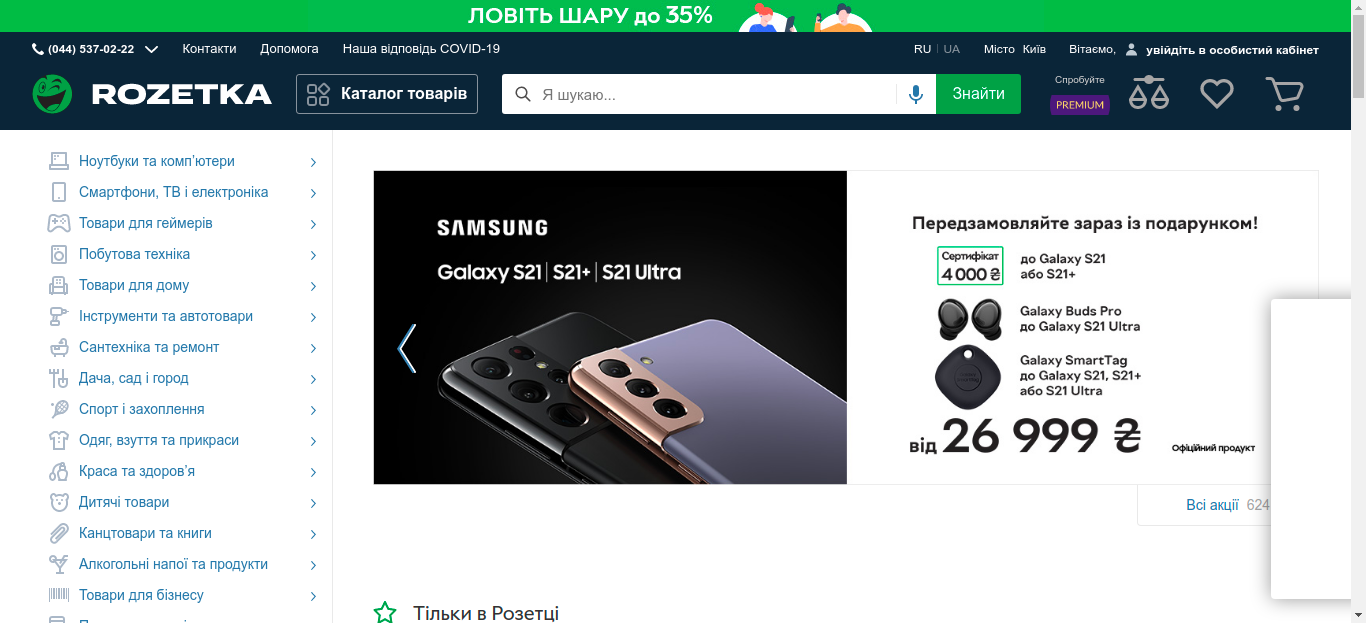 ЛОВІТЬ ШАРУ до 35%
(044) 537-02-22 Контакти Допомога Наша відповідь COVID-19 RU UA Місто Київ Вітаємо, увійдіть в особистий кабінет
ROZETKA Каталог товарів Я шукаю... Знайти Спробуйте
PREMIUM
Ноутбуки та комп’ютери
Смартфони, ТВ і електроніка
Товари для геймерів
Побутова техніка
Товари для дому
Інструменти та автотовари
Сантехніка та ремонт
Дача, сад і город
Спорт і захоплення
Одяг, взуття та прикраси
Краса та здоров’я
Дитячі товари
Канцтовари та книги
Алкогольні напої та продукти
Товари для бізнесу
SAMSUNG
Galaxy S21 | S21+ | S21 Ultra
Передзамовляйте зараз із подарунком!
Сертифікат
4 000 ₴
до Galaxy S21
або S21+
Galaxy Buds Pro
до Galaxy S21 Ultra
Galaxy SmartTag
до Galaxy S21, S21+
або S21 Ultra
від 26 999 ₴
Офіційний продукт
Всі акції 624
Тільки в Розетці